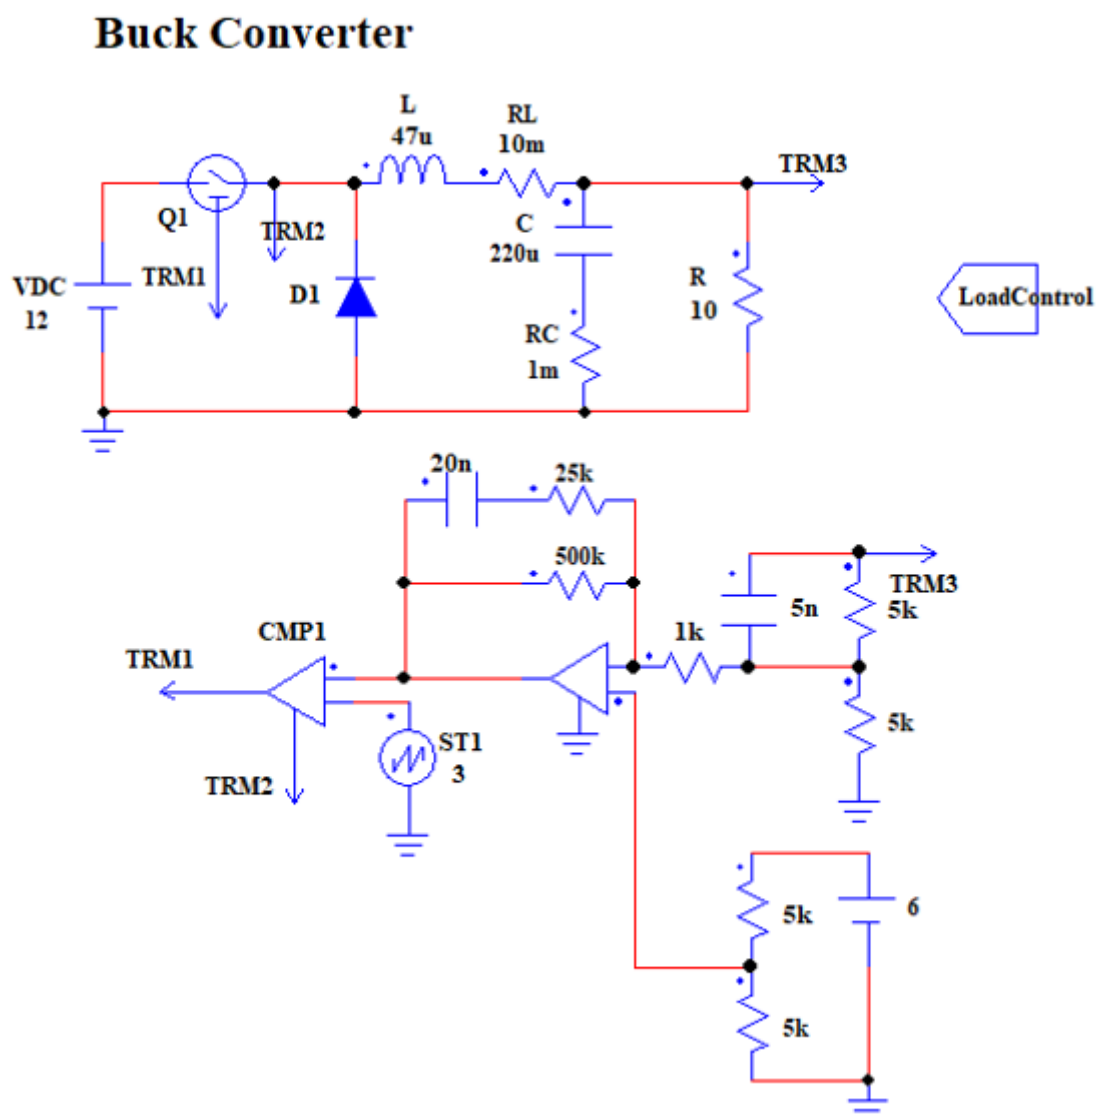 Buck Converter
L
47u
RL
10m
TRM3
Q1
TRM2
TRM1
VDC
12
D1
C
220u
R
10
RC
1m
LoadControl
20n
25k
500k
TRM3
5n
5k
1k
CMP1
TRM1
5k
ST1
3
TRM2
5k
6
5k